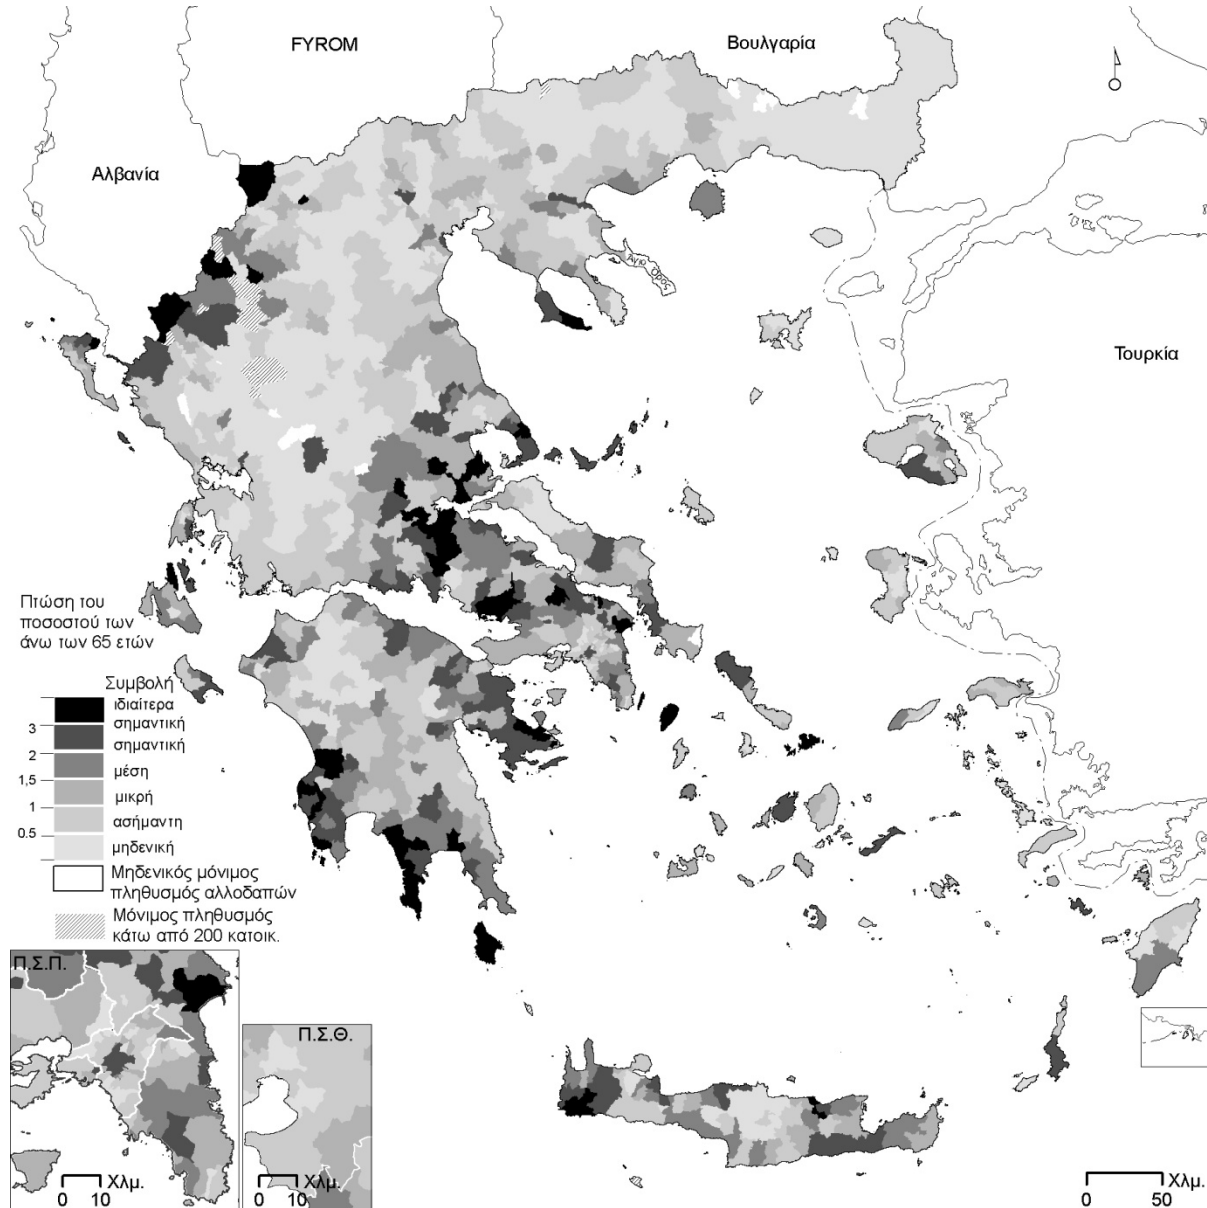 FYROM
Βουλγαρία
Αλβανία
Άγιο Όρος
Τουρκία
Πτώση του
ποσοστού των
άνω των 65 ετών
Συμβολή
ιδιαίτερα
σημαντική
3
σημαντική
2
μέση
1,5
μικρή
1
ασήμαντη
0.5
μηδενική
Μηδενικός μόνιμος
πληθυσμός αλλοδαπών
Μόνιμος πληθυσμός
κάτω από 200 κατοικ.
Π.Σ.Π.
Π.Σ.Θ.
Χλμ.
0 10
Χλμ.
0 10
Χλμ.
0 50